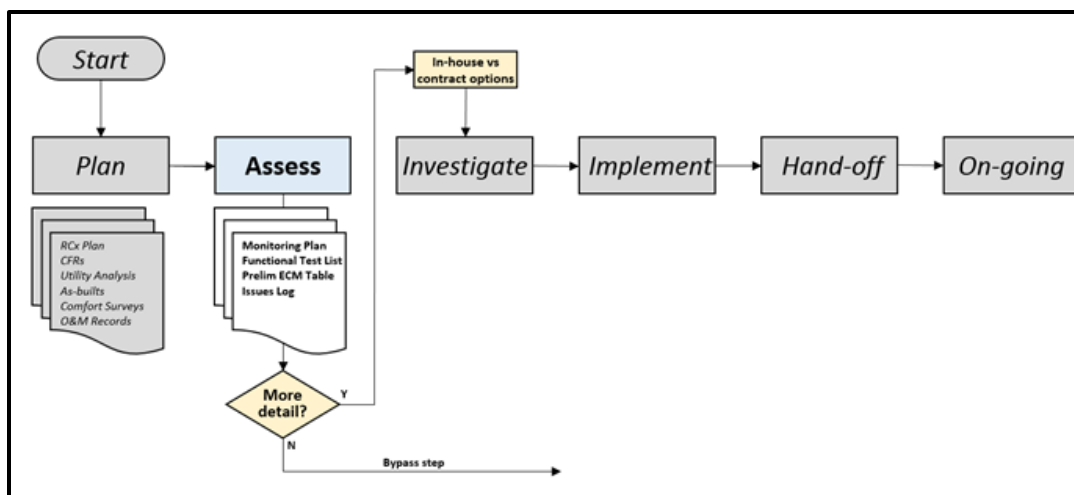 Start
In-house vs
contract options
Plan
Assess
Investigate
Implement
Hand-off
On-going
RCx Plan
CFRs
Utility Analysis
As-builts
Comfort Surveys
O&M Records
Monitoring Plan
Functional Test List
Prelim ECM Table
Issues Log
More
detail?
Y
N
Bypass step